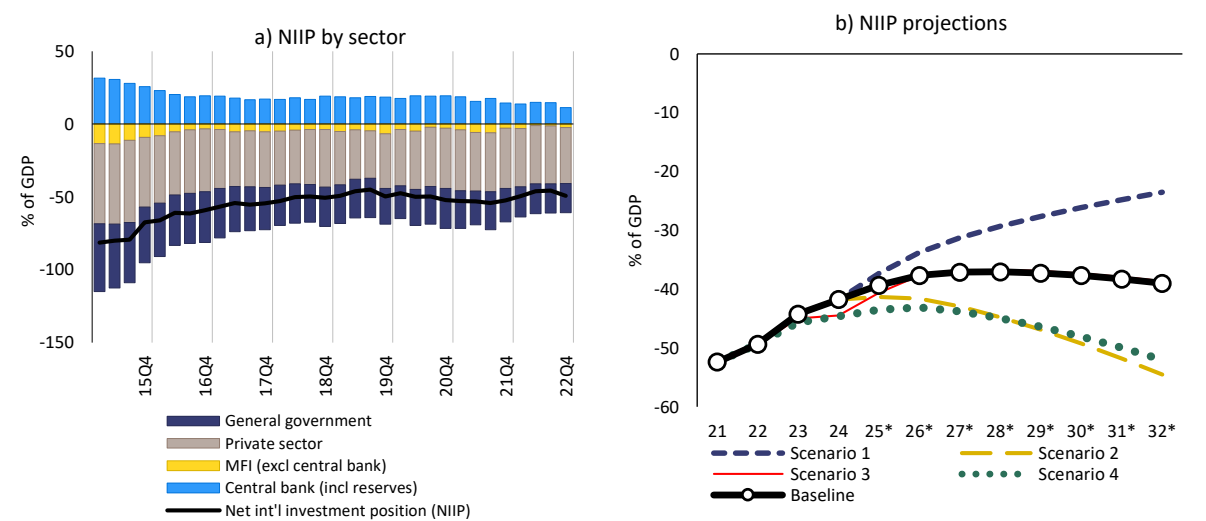 a) NIIP by sector
% of GDP
50
0
-50
-100
-150
15Q4
16Q4
17Q4
18Q4
19Q4
20Q4
21Q4
22Q4
General government
Private sector
MFI (excl central bank)
Central bank (incl reserves)
Net int'l investment position (NIIP)
b) NIIP projections
% of GDP
0
-10
-20
-30
-40
-50
-60
21 22 23 24 25* 26* 27* 28* 29* 30* 31* 32*
Scenario 1 Scenario 2
Scenario 3 Scenario 4
Baseline